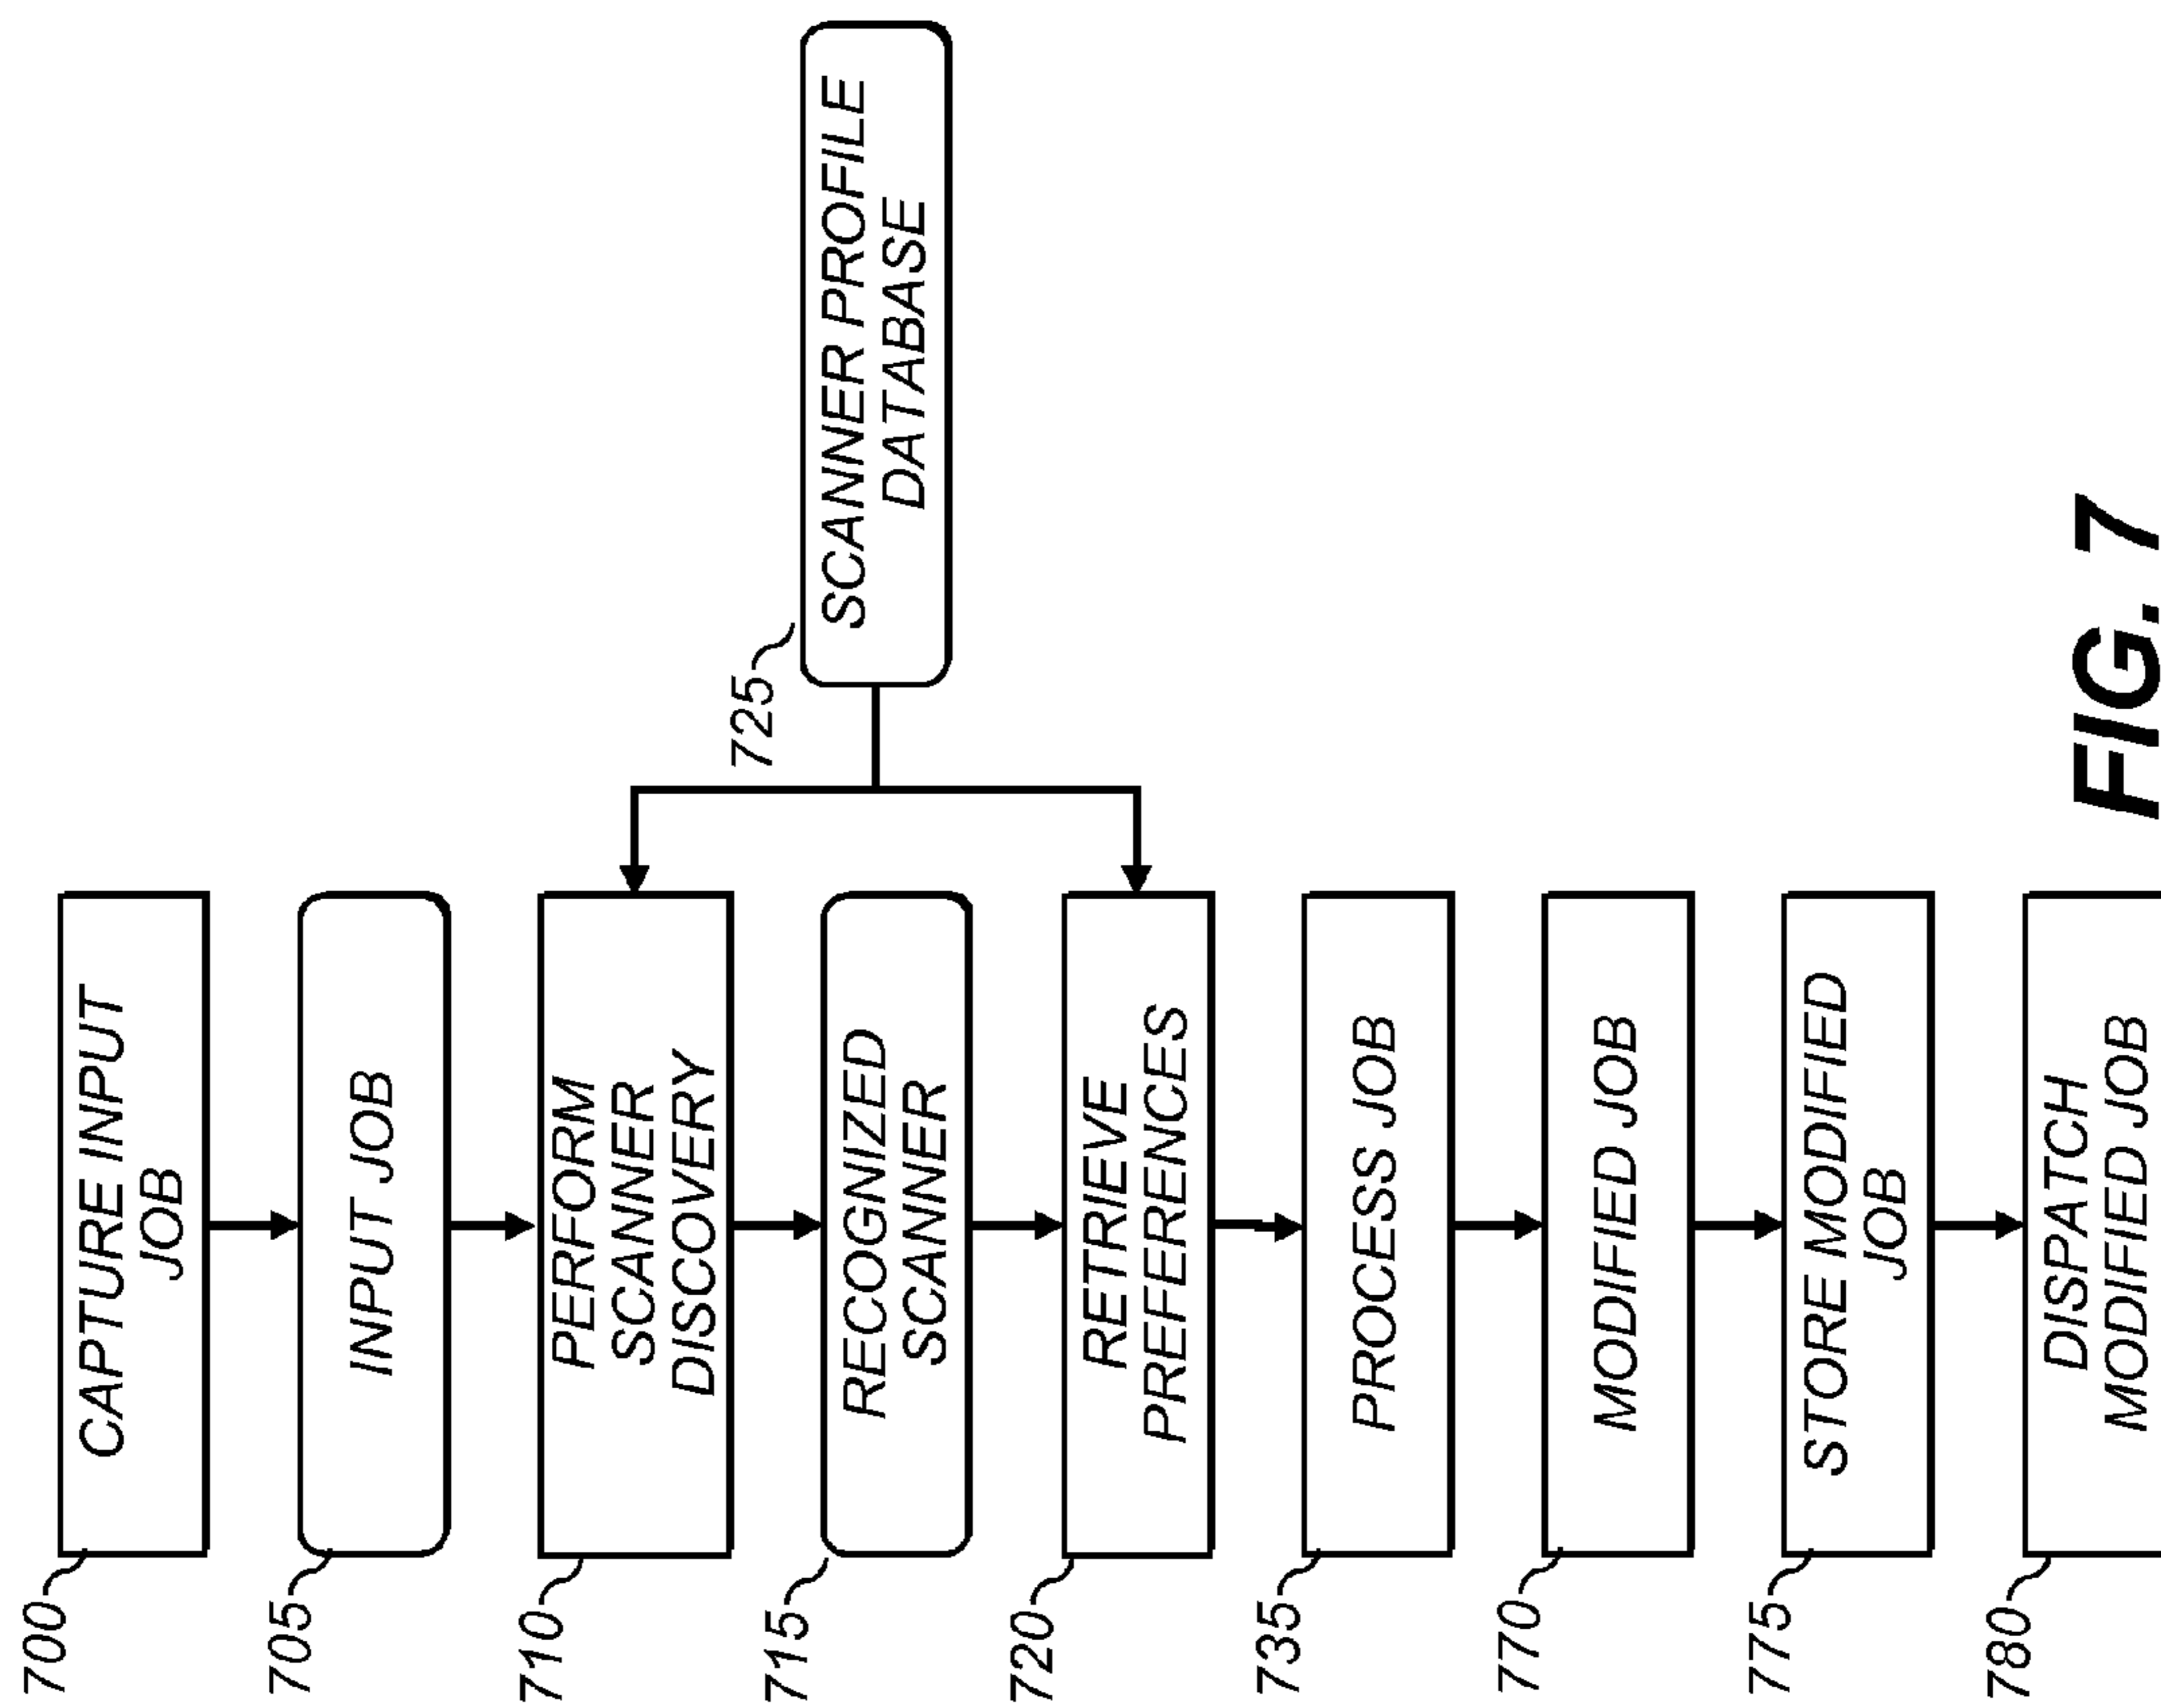 700
CAPTURE INPUT
JOB
705
INPUT JOB
710
PERFORM
SCANNER
DISCOVERY
725
SCANNER PROFILE
DATABASE
715
RECOGNIZED
SCANNER
720
RETRIEVE
PREFERENCES
735
PROCESS JOB
770
MODIFIED JOB
775
STORE MODIFIED
JOB
780
DISPATCH
MODIFIED JOB
FIG. 7